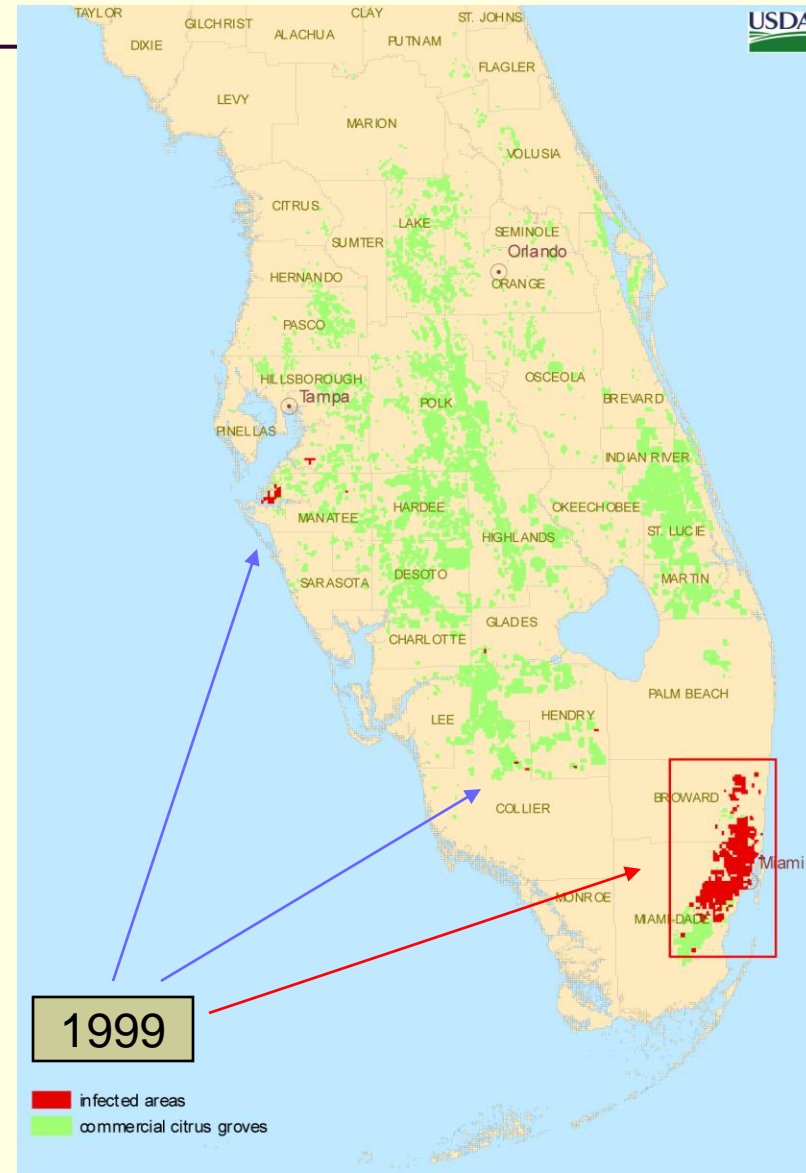 TAYLOR
GILCHRIST
CLAY
ST. JOHNS
USDA
DIXIE
ALACHUA
PUTNAM
FLAGLER
LEVY
MARION
VOLUSIA
CITRUS
LAKE
SEMINOLE
SUMTER
Orlando
HERNANDO
ORANGE
PASCO
HILLSBOROUGH
OSCEOLA
Tampa
POLK
BREVARD
PINELLAS
INDIAN RIVER
MANATEE
HARDEE
OKEECHOBEE
HIGHLANDS
ST. LUCIE
SARASOTA
DESOTO
MARTIN
GLADES
CHARLOTTE
PALM BEACH
LEE
HENDRY
BROWARD
COLLIER
Miami
MONROE
MIAMI-DADE
1999
infected areas
commercial citrus groves